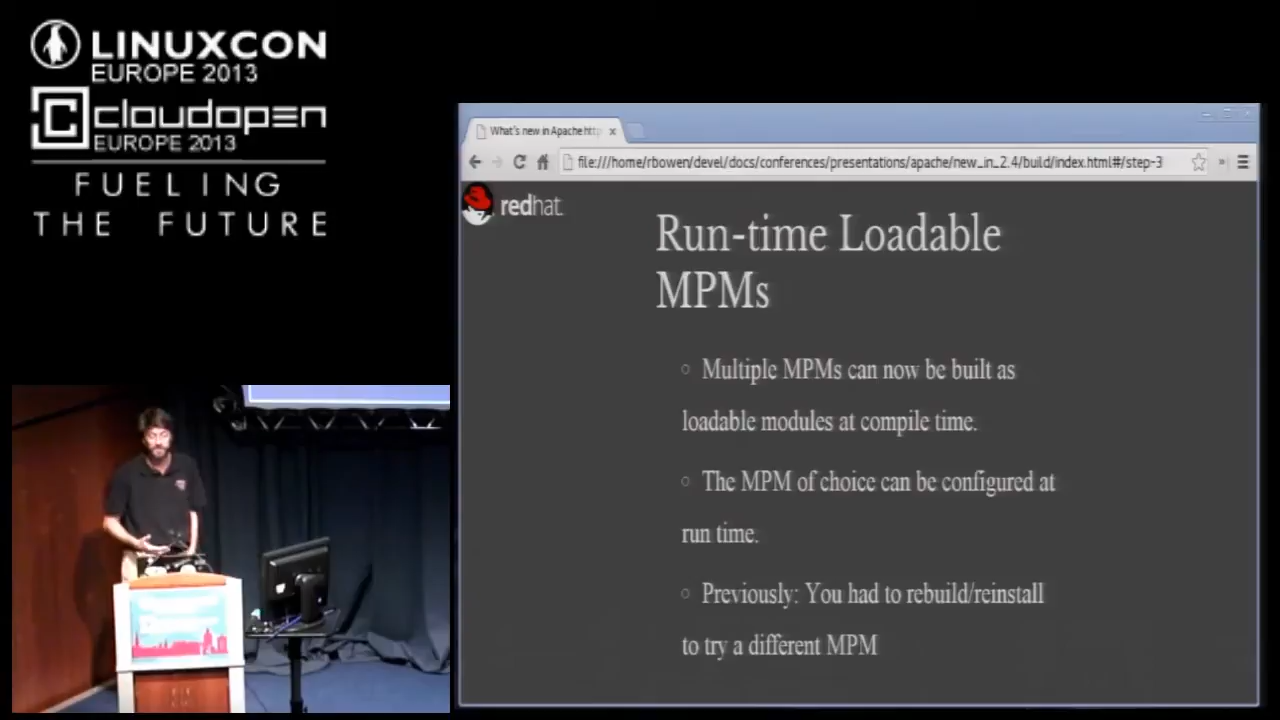 LINUXCON
EUROPE 2013
cloudopen
EUROPE 2013
FUELING
THE FUTURE
What's new in Apache http
file:///home/rbowen/devel/docs/conferences/presentations/apache/new_in_2.4/build/index.html#/step-3
redhat.
Run-time Loadable
MPMs
Multiple MPMs can now be built as
loadable modules at compile time.
The MPM of choice can be configured at
run time.
Previously: You had to rebuild/reinstall
to try a different MPM